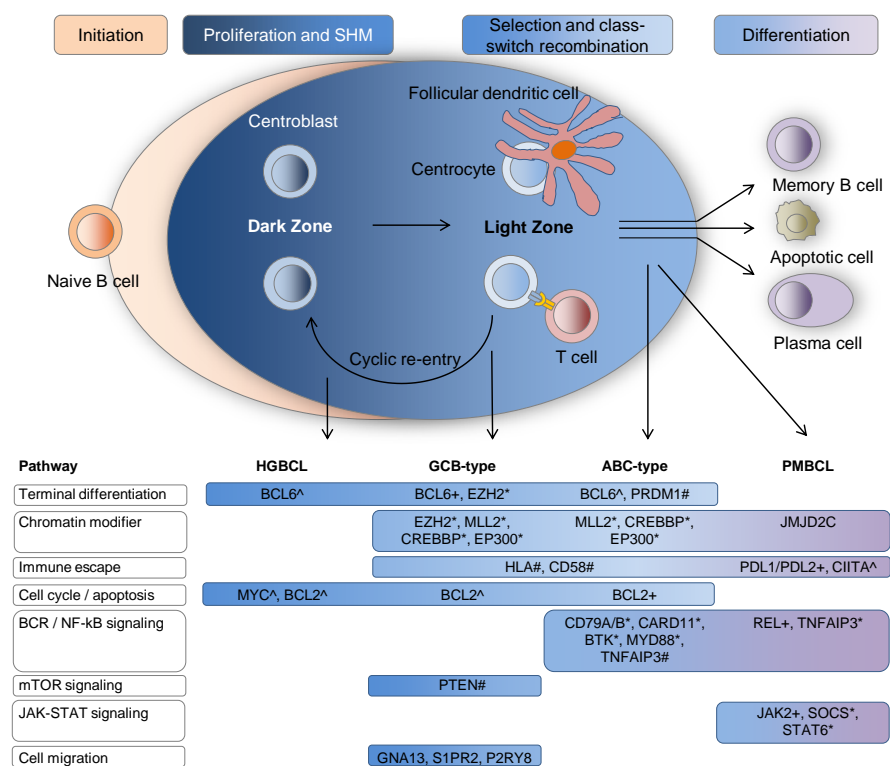 Initiation
Proliferation and SHM
Selection and class-
switch recombination
Differentiation
Follicular dendritic cell
Centroblast
Centrocyte
Memory B cell
Dark Zone
Light Zone
Naive B cell
Apoptotic cell
Plasma cell
Cyclic re-entry
T cell
Pathway
HGBCL
GCB-type
ABC-type
PMBCL
Terminal differentiation
BCL6^
BCL6+, EZH2*
BCL6^, PRDM1#
Chromatin modifier
EZH2*, MLL2*,
CREBBP*, EP300*
MLL2*, CREBBP*,
EP300*
JMJD2C
Immune escape
HLA#, CD58#
PDL1/PDL2+, CIITA^
Cell cycle / apoptosis
MYC^, BCL2^
BCL2^
BCL2+
BCR / NF-kB signaling
CD79A/B*, CARD11*,
BTK*, MYD88*,
TNFAIP3#
REL+, TNFAIP3*
mTOR signaling
PTEN#
JAK-STAT signaling
JAK2+, SOCS*,
STAT6*
Cell migration
GNA13, S1PR2, P2RY8